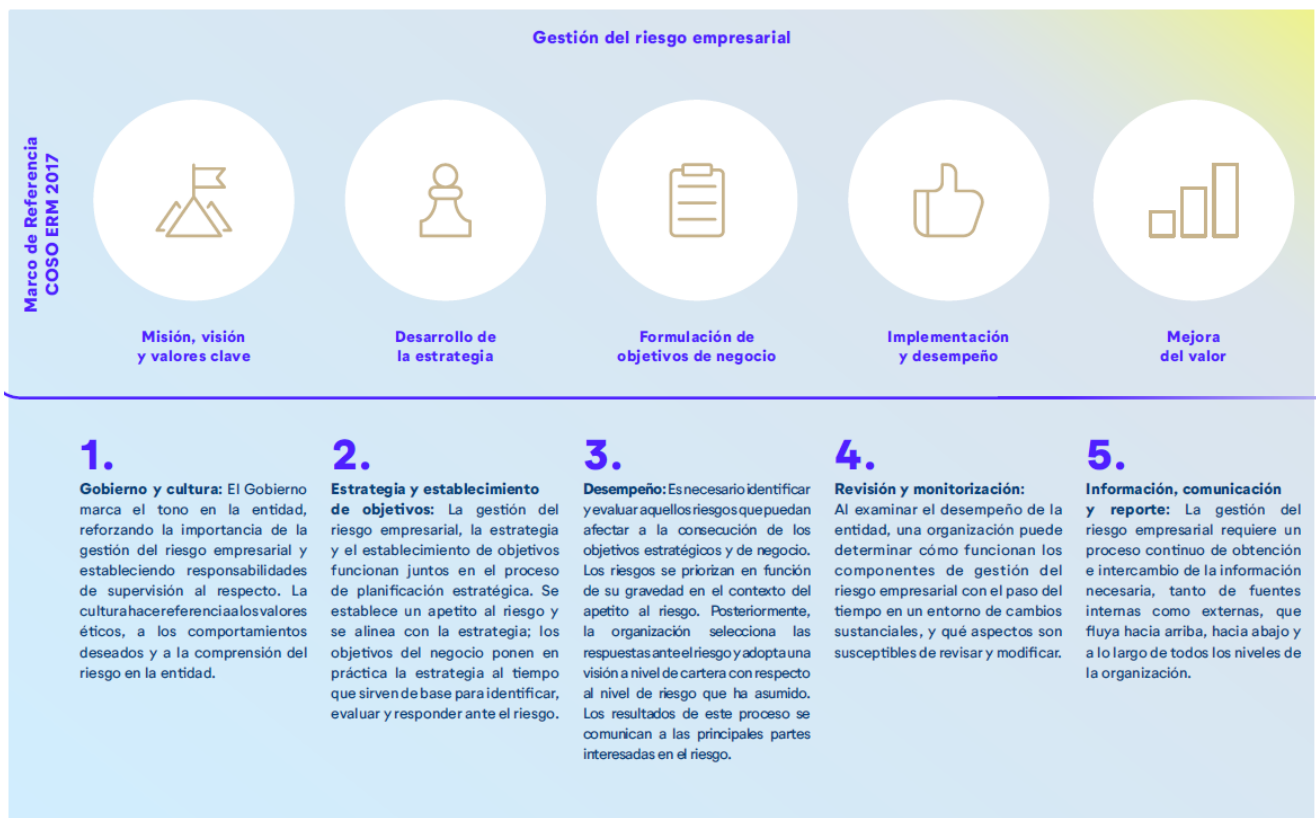 Gestión del riesgo empresarial
Marco de Referencia
COSO ERM 2017
Misión, visión
y valores clave
Desarrollo de
la estrategia
Formulación de
objetivos de negocio
Implementación
y desempeño
Mejora
del valor
1.
Gobierno y cultura: El Gobierno
marca el tono en la entidad,
reforzando la importancia de la
gestión del riesgo empresarial y
estableciendo responsabilidades
de supervisión al respecto. La
cultura hace referencia a los valores
éticos, a los comportamientos
deseados y a la comprensión del
riesgo en la entidad.
2.
Estrategia y establecimiento
de objetivos: La gestión del
riesgo empresarial, la estrategia
y el establecimiento de objetivos
funcionan juntos en el proceso
de planificación estratégica. Se
establece un apetito al riesgo y
se alinea con la estrategia; los
objetivos del negocio ponen en
práctica la estrategia al tiempo
que sirven de base para identificar,
evaluar y responder ante el riesgo.
3.
Desempeño: Es necesario identificar
y evaluar aquellos riesgos que puedan
afectar a la consecución de los
objetivos estratégicos y de negocio.
Los riesgos se priorizan en función
de su gravedad en el contexto del
apetito al riesgo. Posteriormente,
la organización selecciona las
respuestas ante el riesgo y adopta una
visión a nivel de cartera con respecto
al nivel de riesgo que ha asumido.
Los resultados de este proceso se
comunican a las principales partes
interesadas en el riesgo.
4.
Revisión y monitorización:
Al examinar el desempeño de la
entidad, una organización puede
determinar cómo funcionan los
componentes de gestión del
riesgo empresarial con el paso del
tiempo en un entorno de cambios
sustanciales, y qué aspectos son
susceptibles de revisar y modificar.
5.
Información, comunicación
y reporte: La gestión del
riesgo empresarial requiere un
proceso continuo de obtención
e intercambio de la información
necesaria, tanto de fuentes
internas como externas, que
fluya hacia arriba, hacia abajo y
a lo largo de todos los niveles de
la organización.